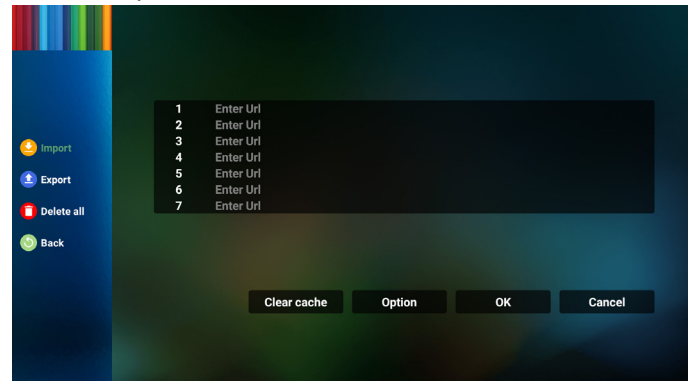 Import
Export
Delete all
Back
1 Enter Url
2 Enter Url
3 Enter Url
4 Enter Url
5 Enter Url
6 Enter Url
7 Enter Url
Clear cache Option OK Cancel